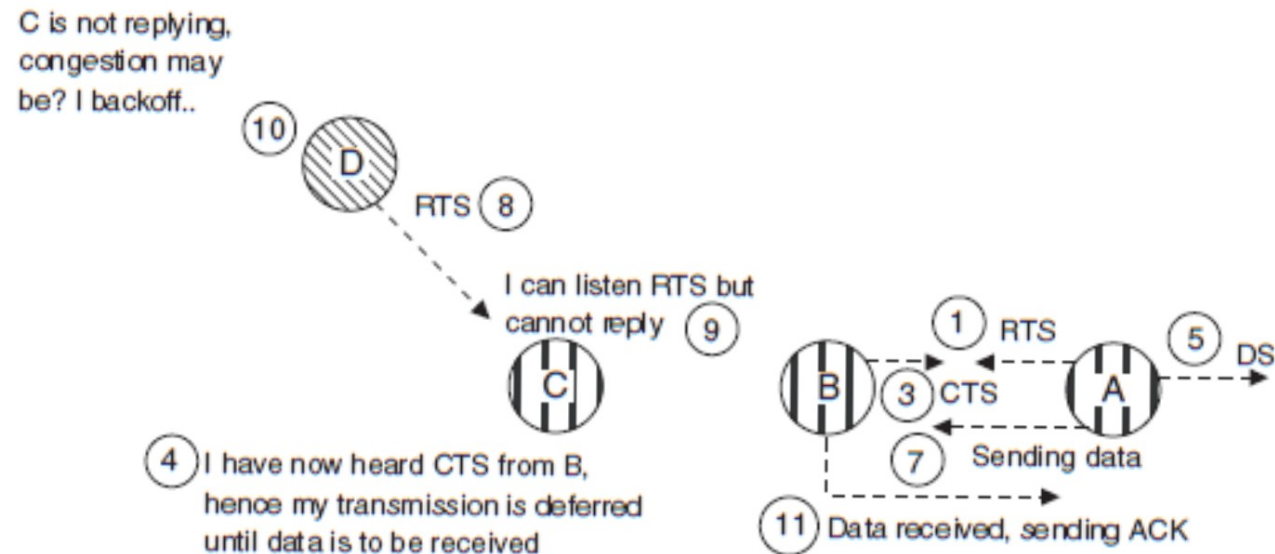 C is not replying,
congestion may
be? I backoff..
10
D
RTS 8
I can listen RTS but
cannot reply 9
1 RTS
5 DS
C
B
A
3 CTS
4 I have now heard CTS from B,
hence my transmission is deferred
until data is to be received
7 Sending data
11 Data received, sending ACK